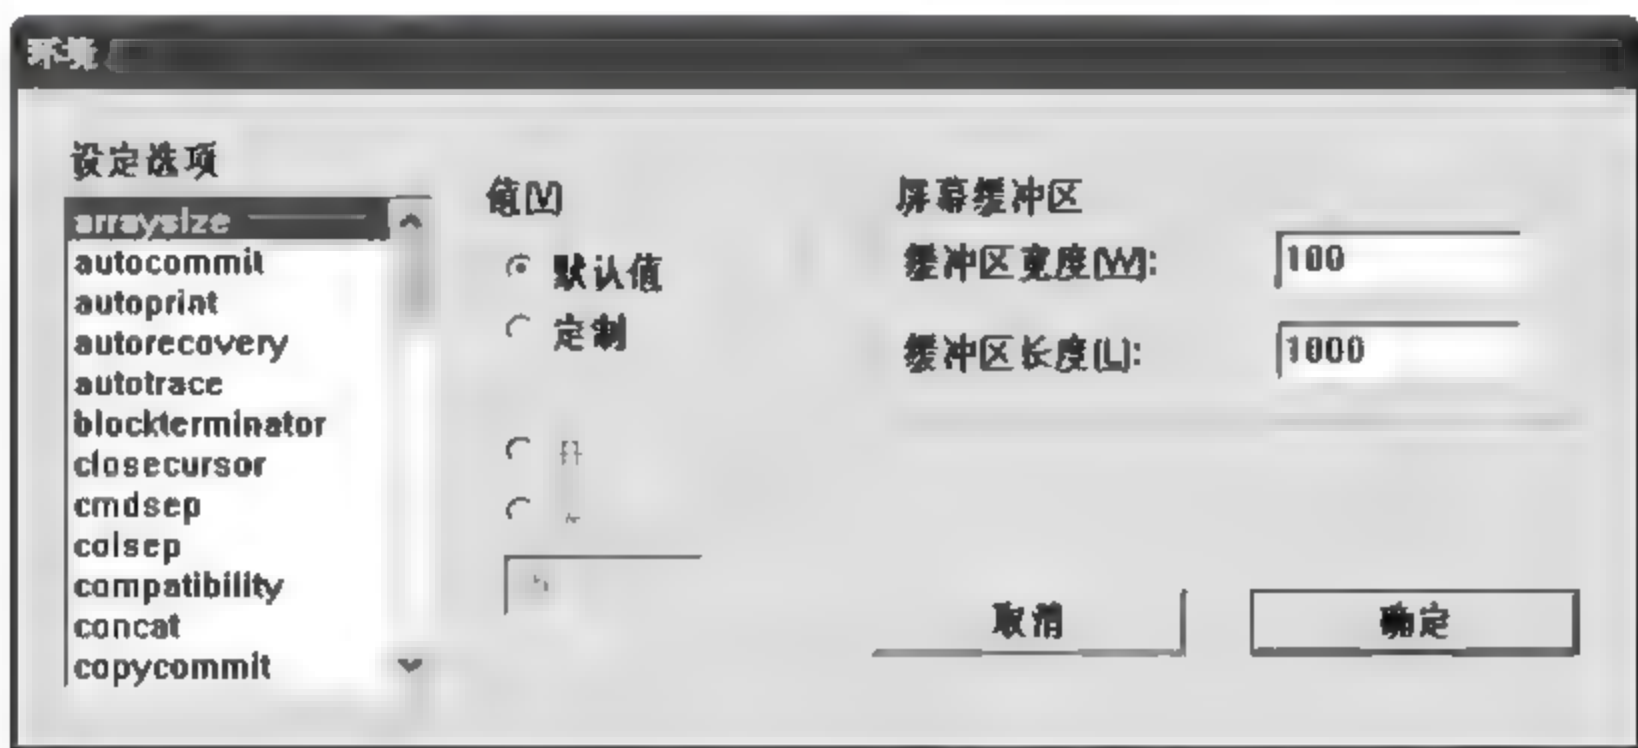 环境
设定选项
arraysize
autocommit
autoprint
autorecovery
autotrace
blockterminator
closecursor
cmdsep
colsep
compatibility
concat
copycommit
值(V)
默认值
定制
屏幕缓冲区
缓冲区宽度(W):
100
缓冲区长度(L):
1000
取消
确定